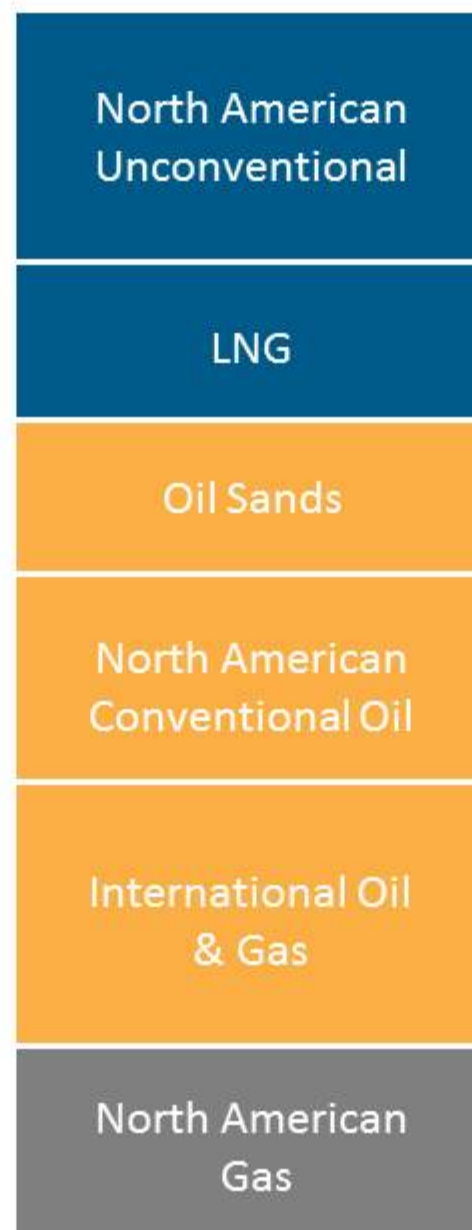 North American
Unconventional
LNG
Oil Sands
North American
Conventional Oil
International Oil
& Gas
North American
Gas